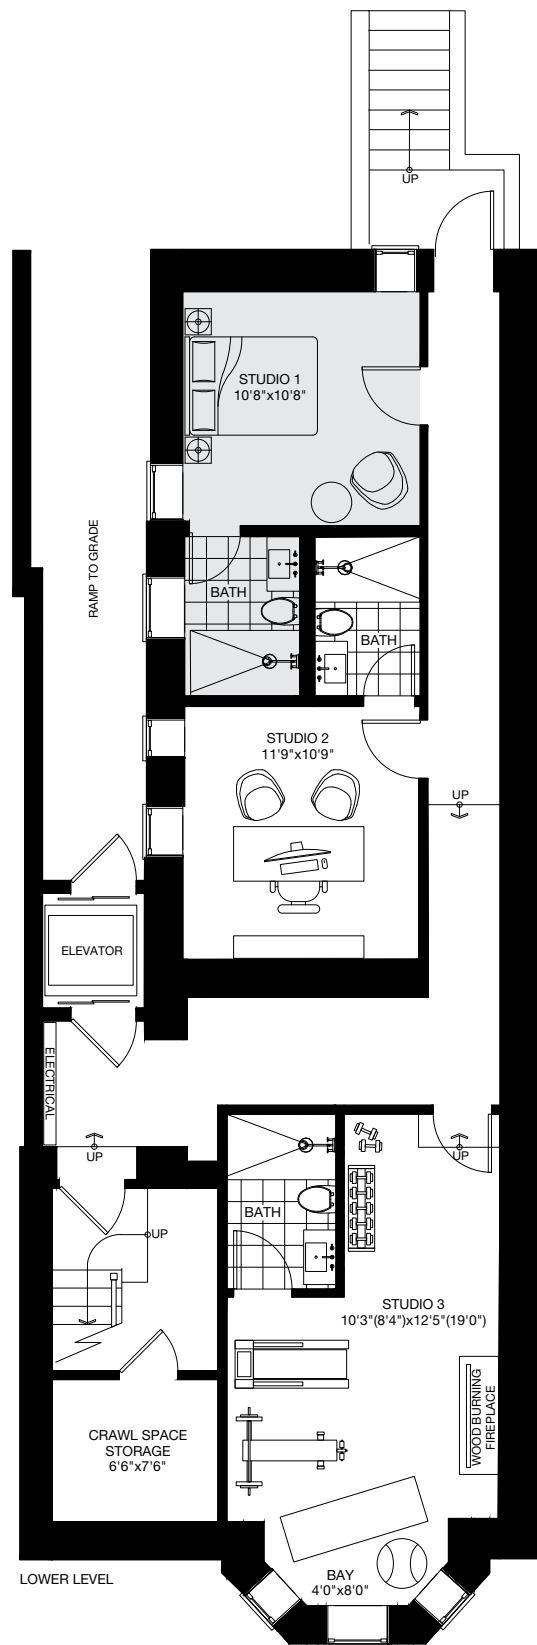 UP
STUDIO 1
10'8"x10'8"
RAMP TO GRADE
BATH
BATH
STUDIO 2
11'9"x10'9"
UP
ELEVATOR
ELECTRICAL
UP
UP
BATH
UP
STUDIO 3
10'3"(8'4")x12'5"(19'0")
WOOD BURNING
FIREPLACE
CRAWL SPACE
STORAGE
6'6"x7'6"
BAY
4'0"x8'0"
LOWER LEVEL